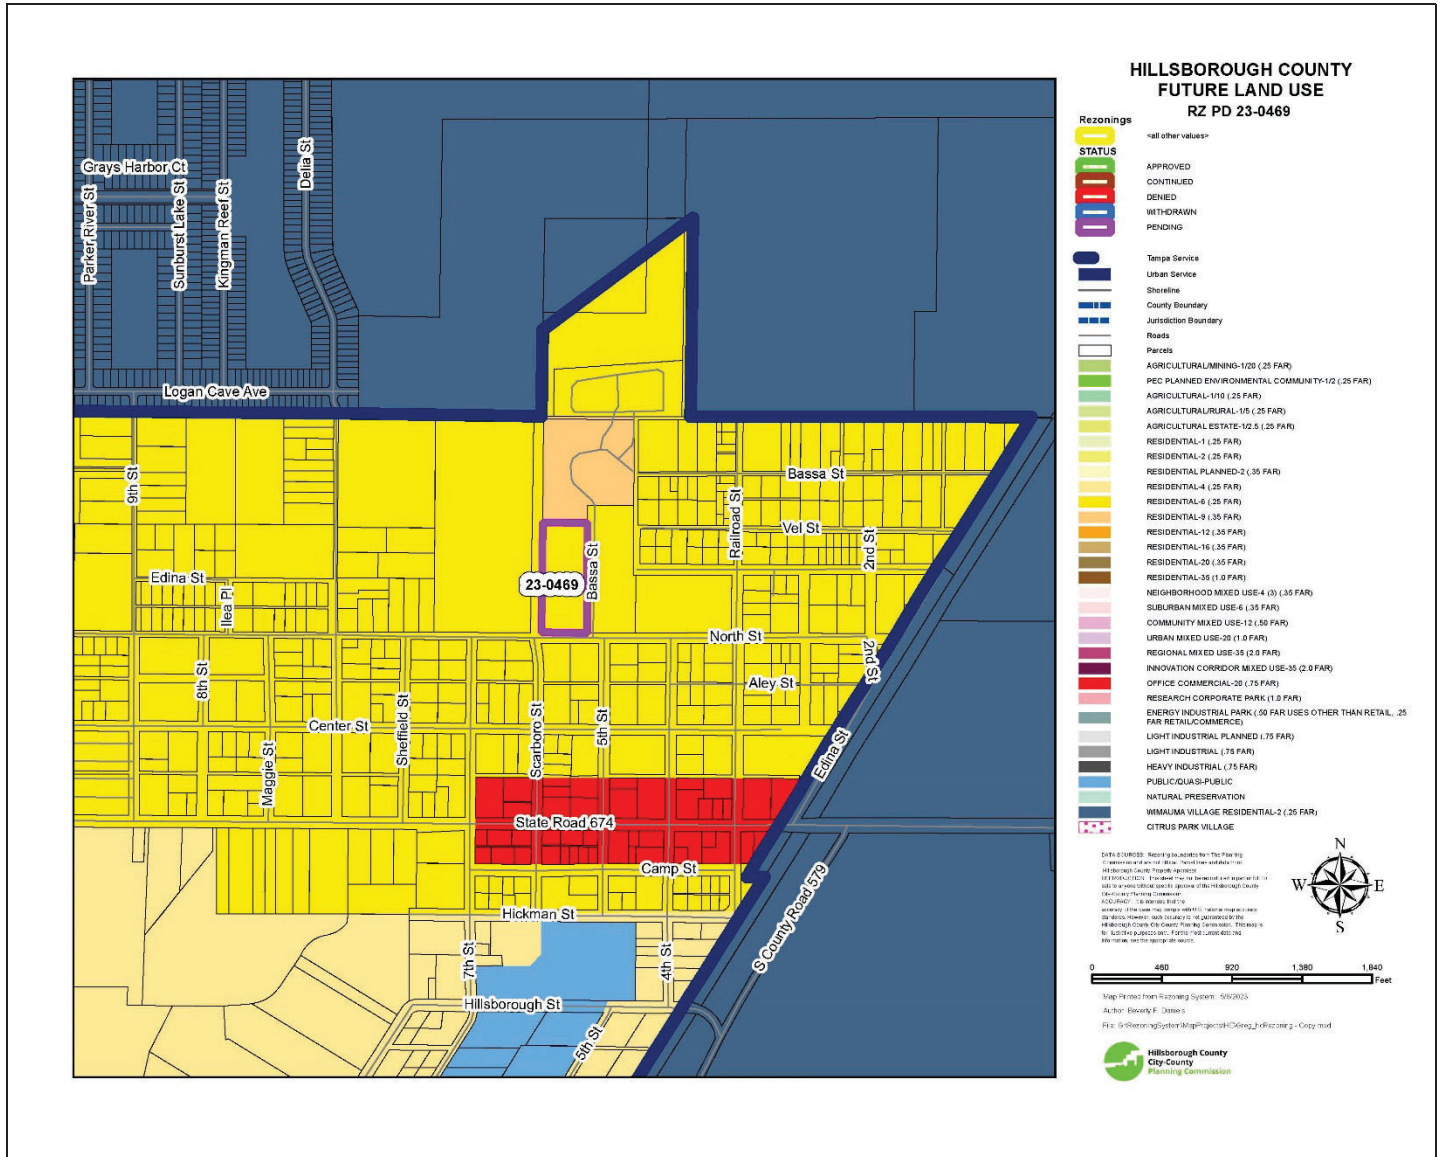 HILLSBOROUGH COUNTY
FUTURE LAND USE
RZ PD 23-0469
Rezonings
<all other values>
STATUS
APPROVED
CONTINUED
DENIED
WITHDRAWN
PENDING
Tampa Service
Urban Service
Shoreline
County Boundary
Jurisdiction Boundary
Roads
Parcels
AGRICULTURAL/MINING-1/20 (.25 FAR)
PEC PLANNED ENVIRONMENTAL COMMUNITY-1/2 (.25 FAR)
AGRICULTURAL-1/10 (.25 FAR)
AGRICULTURAL/RURAL-1/5 (.25 FAR)
AGRICULTURAL ESTATE-1/2.5 (.25 FAR)
RESIDENTIAL-1 (.25 FAR)
RESIDENTIAL-2 (.25 FAR)
RESIDENTIAL PLANNED-2 (.35 FAR)
RESIDENTIAL-4 (.25 FAR)
RESIDENTIAL-6 (.25 FAR)
RESIDENTIAL-9 (.35 FAR)
RESIDENTIAL-12 (.35 FAR)
RESIDENTIAL-16 (.35 FAR)
RESIDENTIAL-20 (.35 FAR)
RESIDENTIAL-35 (1.0 FAR)
NEIGHBORHOOD MIXED USE-4 (3) (.35 FAR)
SUBURBAN MIXED USE-6 (.35 FAR)
COMMUNITY MIXED USE-12 (.50 FAR)
URBAN MIXED USE-20 (1.0 FAR)
REGIONAL MIXED USE-35 (2.0 FAR)
INNOVATION CORRIDOR MIXED USE-35 (2.0 FAR)
OFFICE COMMERCIAL-20 (.75 FAR)
RESEARCH CORPORATE PARK (1.0 FAR)
ENERGY INDUSTRIAL PARK (.50 FAR USES OTHER THAN RETAIL, .25
FAR RETAIL/COMMERCE)
LIGHT INDUSTRIAL PLANNED (.75 FAR)
LIGHT INDUSTRIAL (.75 FAR)
HEAVY INDUSTRIAL (.75 FAR)
PUBLIC/QUASI-PUBLIC
NATURAL PRESERVATION
WIMAUMA VILLAGE RESIDENTIAL-2 (.25 FAR)
CITRUS PARK VILLAGE
Grays Harbor Ct
Parker River St
Sunburst Lake St
Kingman Reef St
Delia St
Logan Cave Ave
9th St
Bassa St
Railroad St
Vel St
2nd St
Edina St
Ilea Pl
23-0469
Bassa St
North St
2nd St
8th St
Aley St
Center St
Sheffield St
Scarboro St
5th St
Maggie St
Edina St
State Road 674
Camp St
Hickman St
7th St
4th St
S County Road 579
Hillsborough St
5th St
N
W
E
S
0
460
920
1,380
1,840
Feet
Map Printed from Rezoning System: 5/8/2023
Author: Beverly F. Daniels
Hillsborough County
City-County
Planning Commission